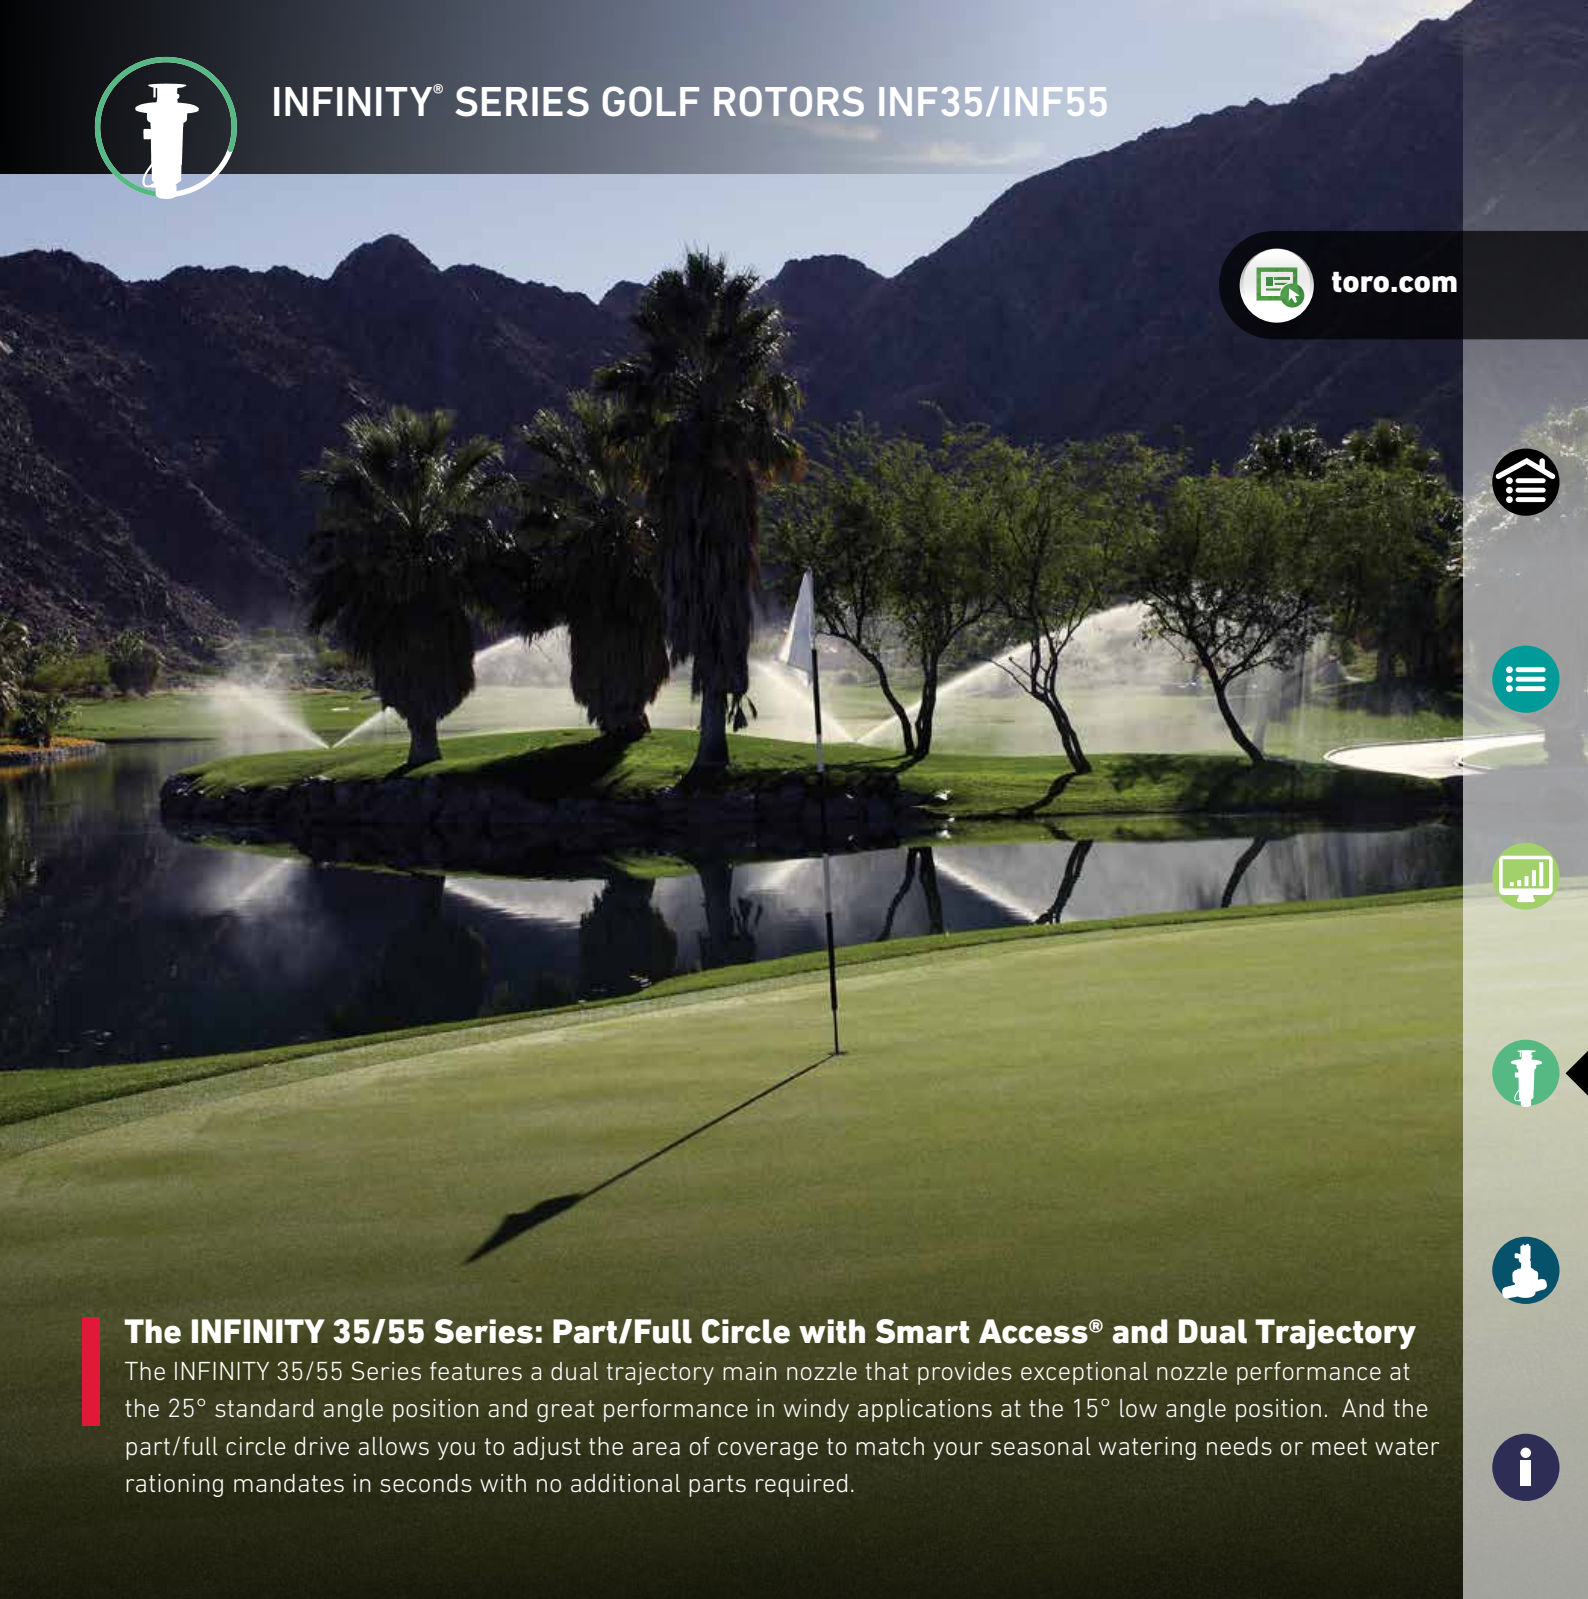 INFINITY® SERIES GOLF ROTORS INF35/INF55
toro.com
The INFINITY 35/55 Series: Part/Full Circle with Smart Access® and Dual Trajectory
The INFINITY 35/55 Series features a dual trajectory main nozzle that provides exceptional nozzle performance at
the 25° standard angle position and great performance in windy applications at the 15° low angle position.  And the
part/full circle drive allows you to adjust the area of coverage to match your seasonal watering needs or meet water
rationing mandates in seconds with no additional parts required.